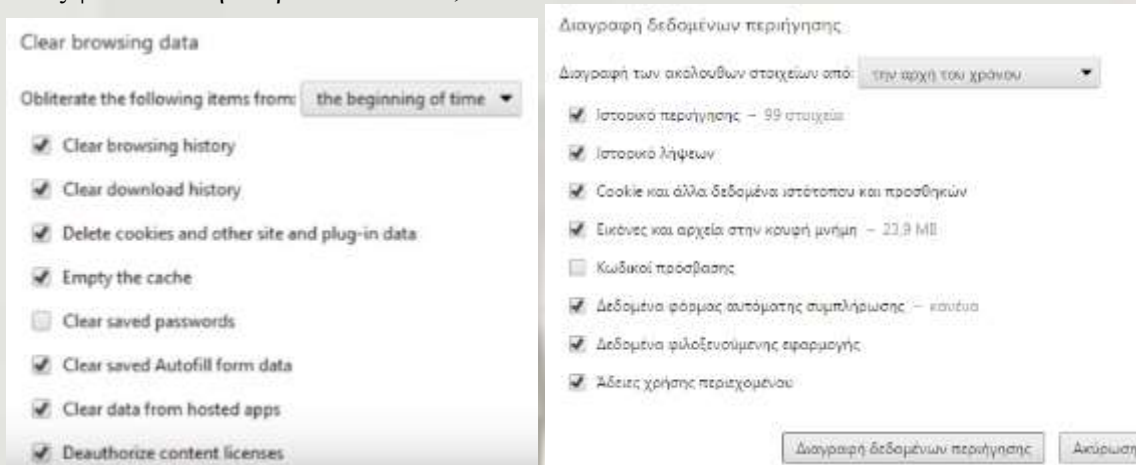 Clear browsing data
Obliterate the following items from: the beginning of time
Clear browsing history
Clear download history
Delete cookies and other site and plug-in data
Empty the cache
Clear saved passwords
Clear saved Autofill form data
Clear data from hosted apps
Deauthorize content licenses
Διαγραφή δεδομένων περιήγησης
Διαγραφή των ακόλουθων στοιχείων από: την αρχή του χρόνου
Ιστορικό περιήγησης – 99 στοιχεία
Ιστορικό λήψεων
Cookie και άλλα δεδομένα ιστότοπου και προσθηκών
Εικόνες και αρχεία στην κρυφή μνήμη – 23,9 MB
Κωδικοί πρόσβασης
Δεδομένα φόρμας αυτόματης συμπλήρωσης – κανένα
Δεδομένα φιλοξενούμενης εφαρμογής
Άδειες χρήσης περιεχομένου
Διαγραφή δεδομένων περιήγησης Ακύρωση